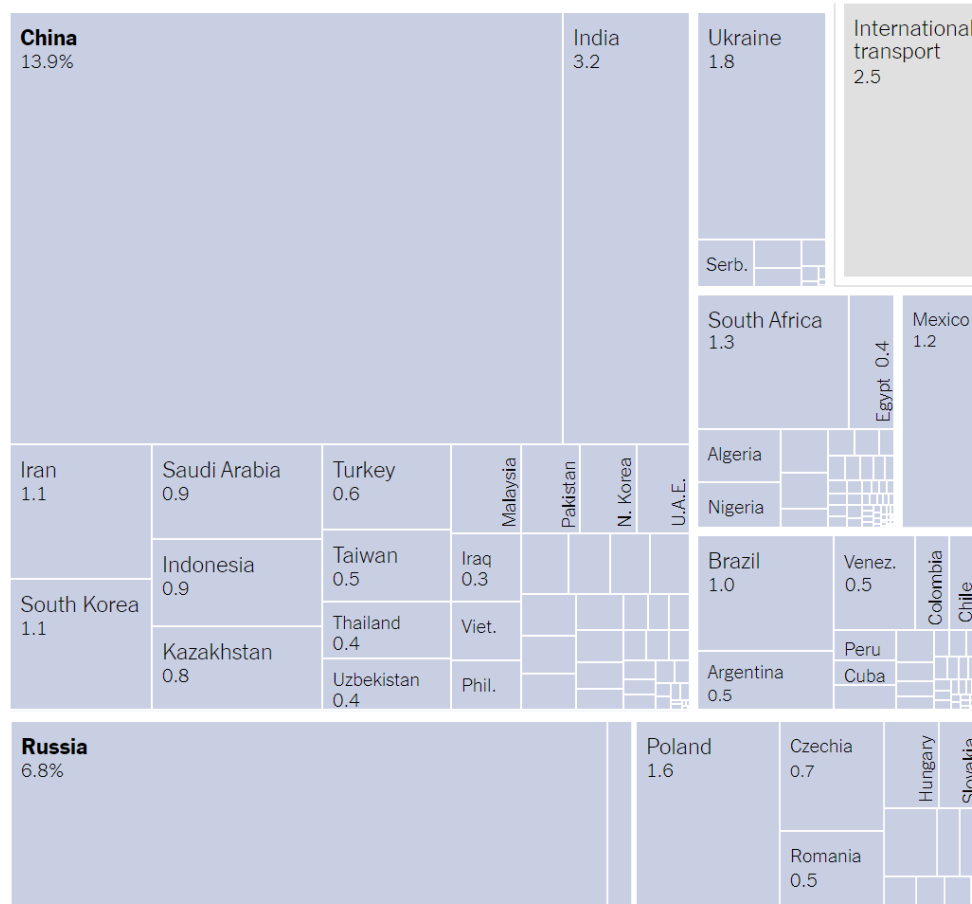 China
13.9%
India
3.2
Ukraine
1.8
Serb.
International
transport
2.5
South Africa
1.3
Egypt 0.4
Algeria
Nigeria
Mexico
1.2
Iran
1.1
South Korea
1.1
Saudi Arabia
0.9
Indonesia
0.9
Kazakhstan
0.8
Turkey
0.6
Taiwan
0.5
Thailand
0.4
Uzbekistan
0.4
Malaysia
Pakistan
N. Korea
U.A.E.
Iraq
0.3
Viet.
Phil.
Brazil
1.0
Argentina
0.5
Venez.
0.5
Colombia
Chile
Peru
Cuba
Russia
6.8%
Poland
1.6
Czechia
0.7
Romania
0.5
Hungary
Slovakia